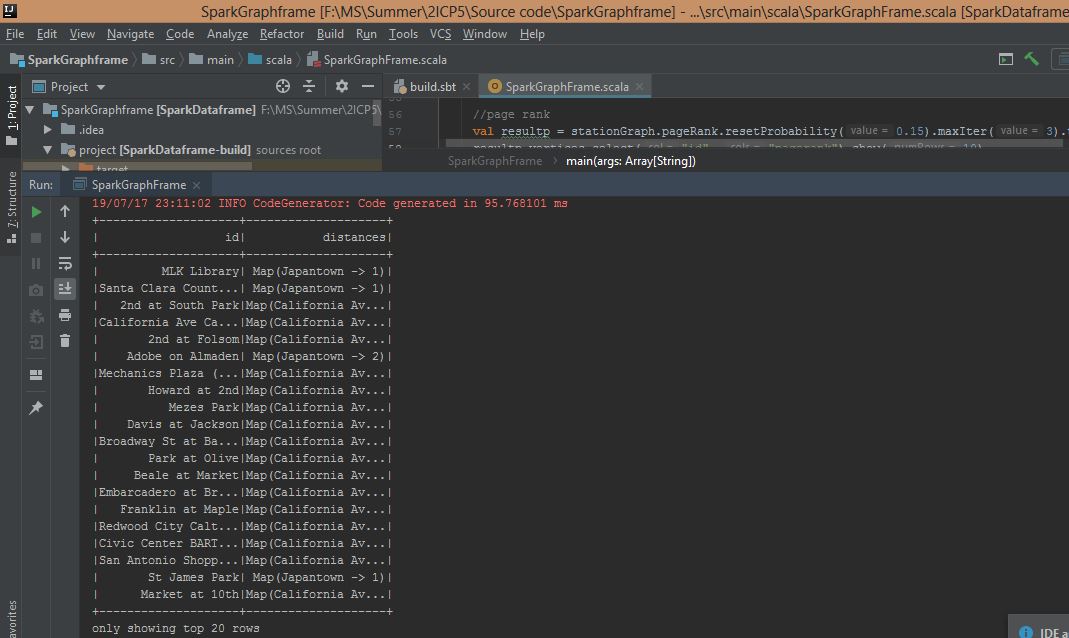 SparkGraphframe [F:\MS\Summer\2ICP5\Source code\SparkGraphframe] - ...\src\main\scala\SparkGraphFrame.scala [SparkDataframe
File Edit View Navigate Code Analyze Refactor Build Run Tools VCS Window Help
SparkGraphframe src main scala SparkGraphFrame.scala
Project build.sbt SparkGraphFrame.scala
1: Project
SparkGraphframe [SparkDataframe] F:\MS\Summer\2ICP5\
.idea
project [SparkDataframe-build] sources root
target
56 //page rank
57 val resultp = stationGraph.pageRank.resetProbability( value = 0.15).maxIter( value = 3).
SparkGraphFrame > main(args: Array[String])
Run: SparkGraphFrame
7: Structure
19/07/17 23:11:02 INFO CodeGenerator: Code generated in 95.768101 ms
+--------------------+--------------------+
|                  id|           distances|
+--------------------+--------------------+
|         MLK Library| Map(Japantown -> 1)|
|Santa Clara Count...| Map(Japantown -> 1)|
|   2nd at South Park|Map(California Av...|
|California Ave Ca...|Map(California Av...|
|       2nd at Folsom|Map(California Av...|
|    Adobe on Almaden| Map(Japantown -> 2)|
|Mechanics Plaza (...|Map(California Av...|
|       Howard at 2nd|Map(California Av...|
|          Mezes Park|Map(California Av...|
|    Davis at Jackson|Map(California Av...|
|Broadway St at Ba...|Map(California Av...|
|       Park at Olive|Map(California Av...|
|     Beale at Market|Map(California Av...|
|Embarcadero at Br...|Map(California Av...|
|   Franklin at Maple|Map(California Av...|
|Redwood City Calt...|Map(California Av...|
|Civic Center BART...|Map(California Av...|
|San Antonio Shopp...|Map(California Av...|
|       St James Park| Map(Japantown -> 1)|
|      Market at 10th|Map(California Av...|
+--------------------+--------------------+
only showing top 20 rows
avorites
IDE a